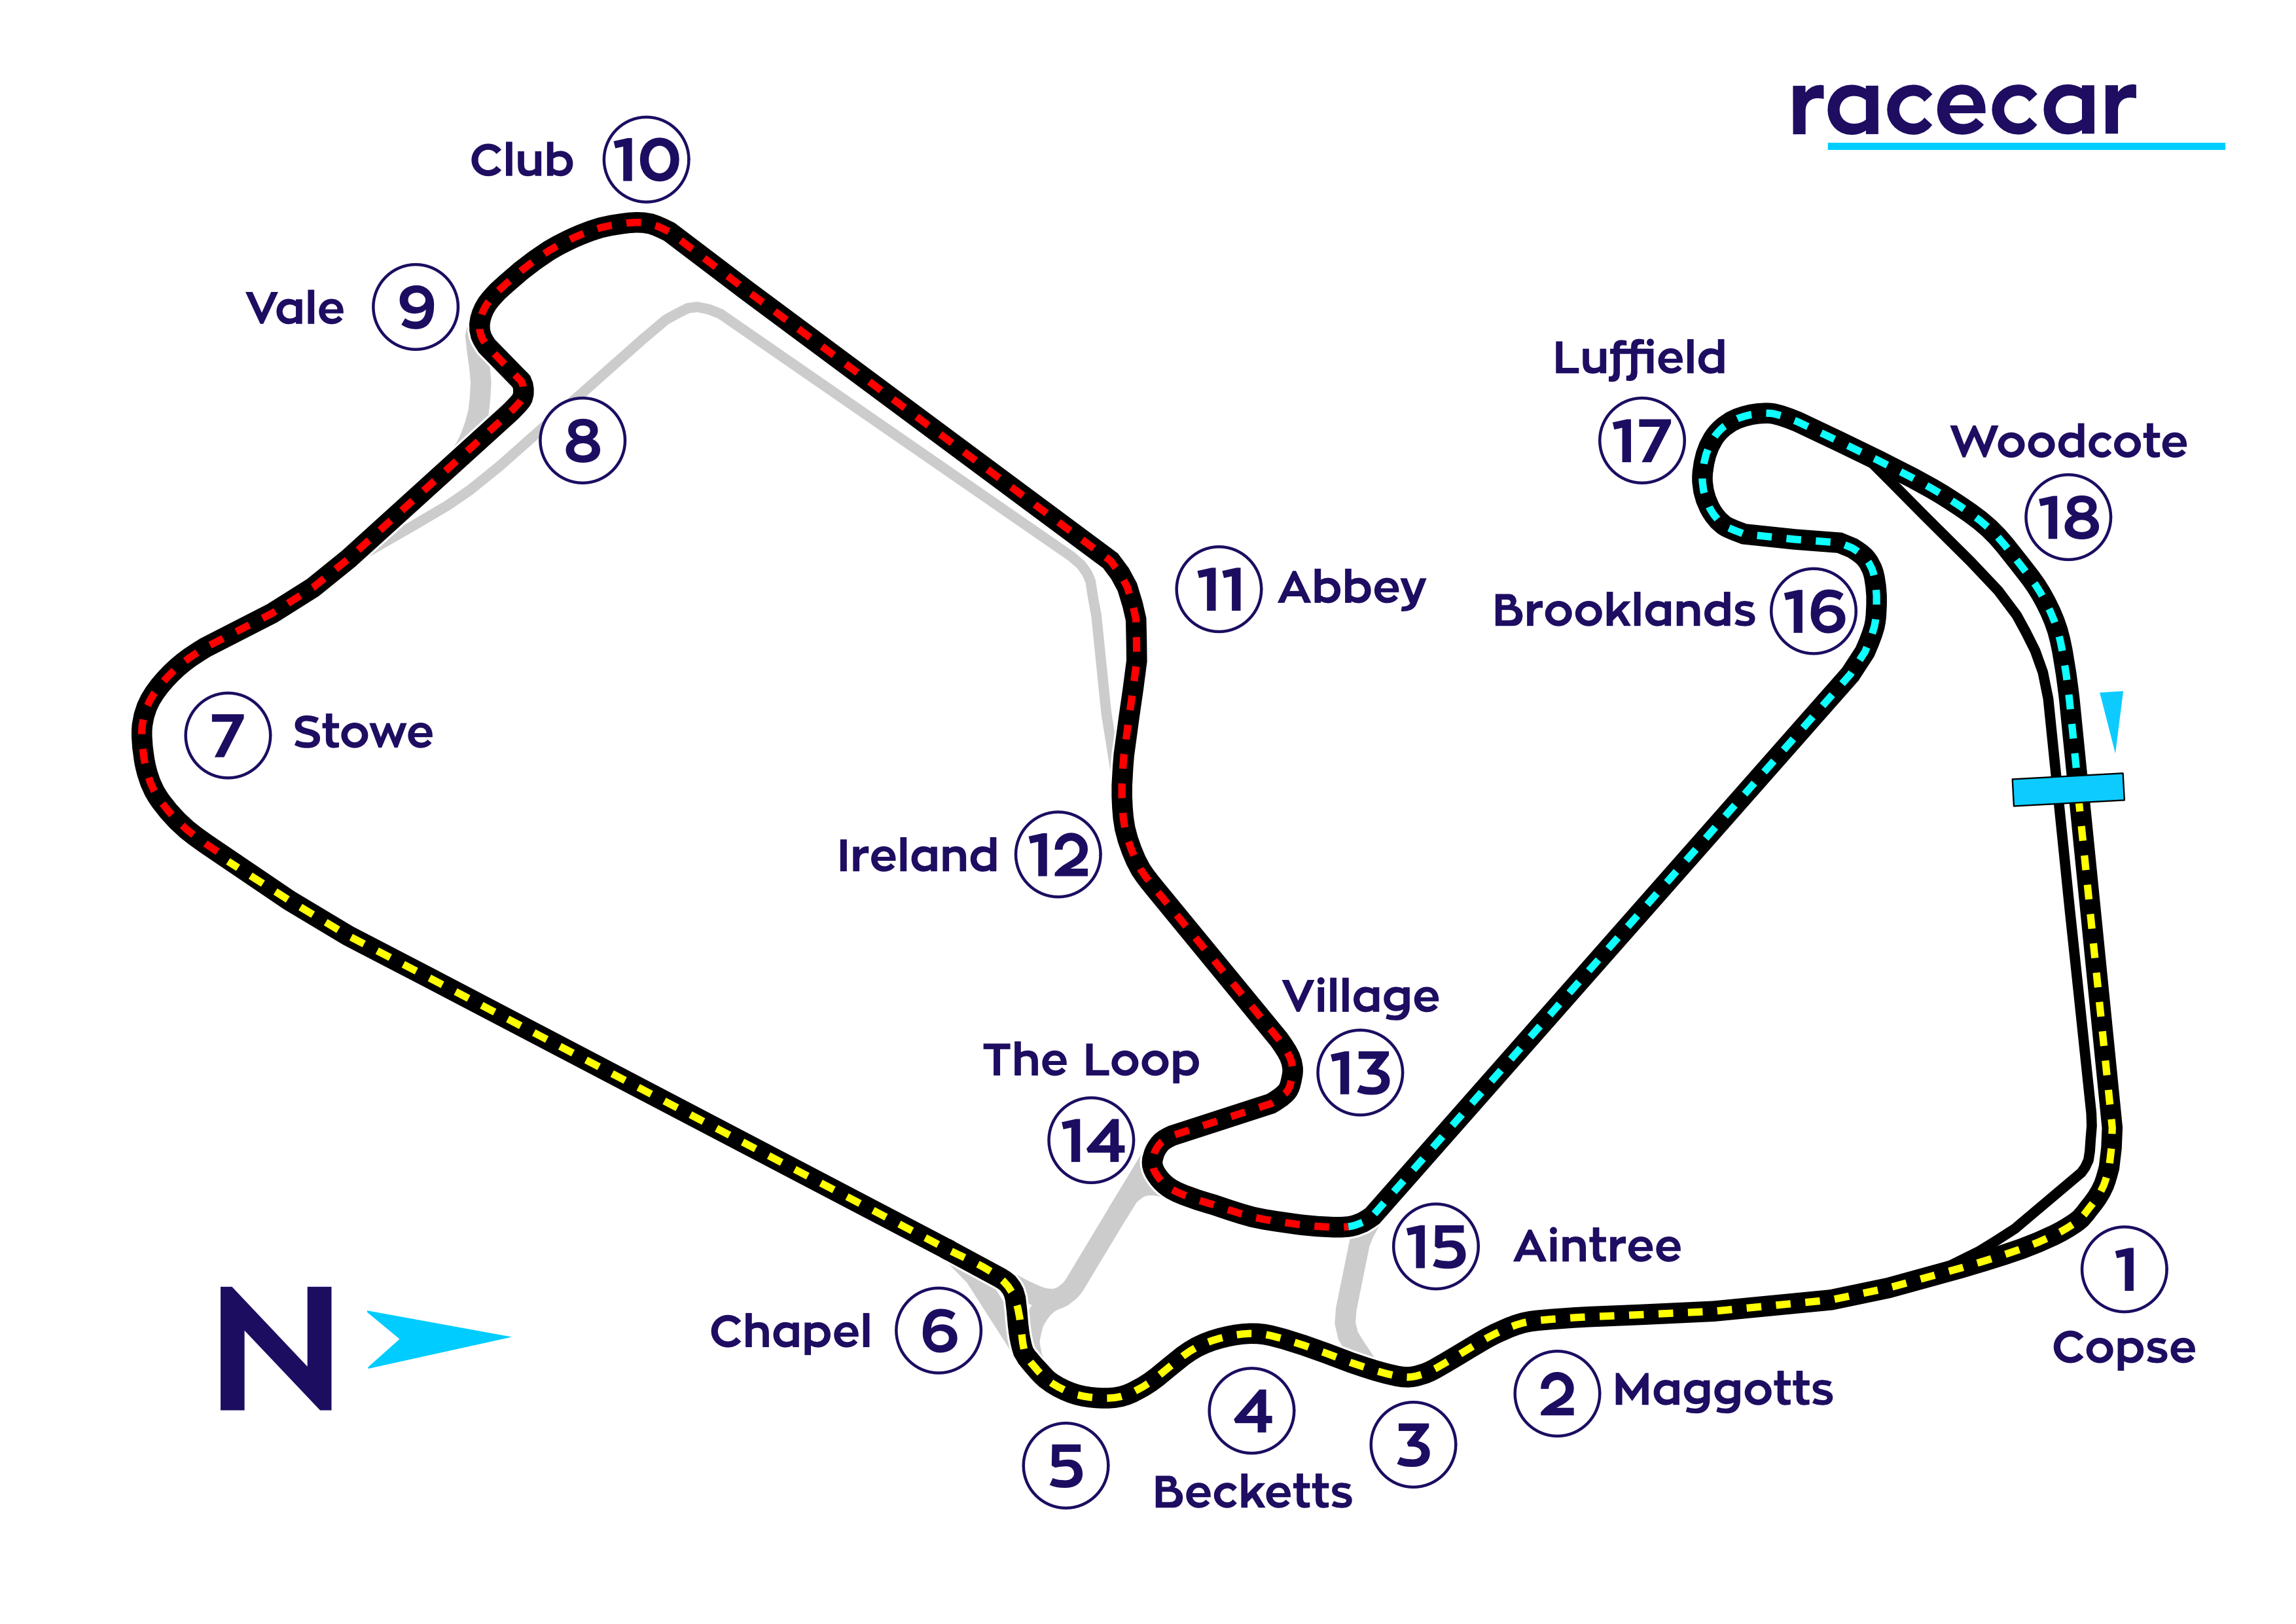 racecar
Club 10
Vale 9
8
Luffield
17
Woodcote
18
11 Abbey
Brooklands 16
7 Stowe
Ireland 12
Village
13
The Loop
14
15 Aintree
1
Copse
Chapel 6
N
2 Maggotts
3
4
Becketts
5